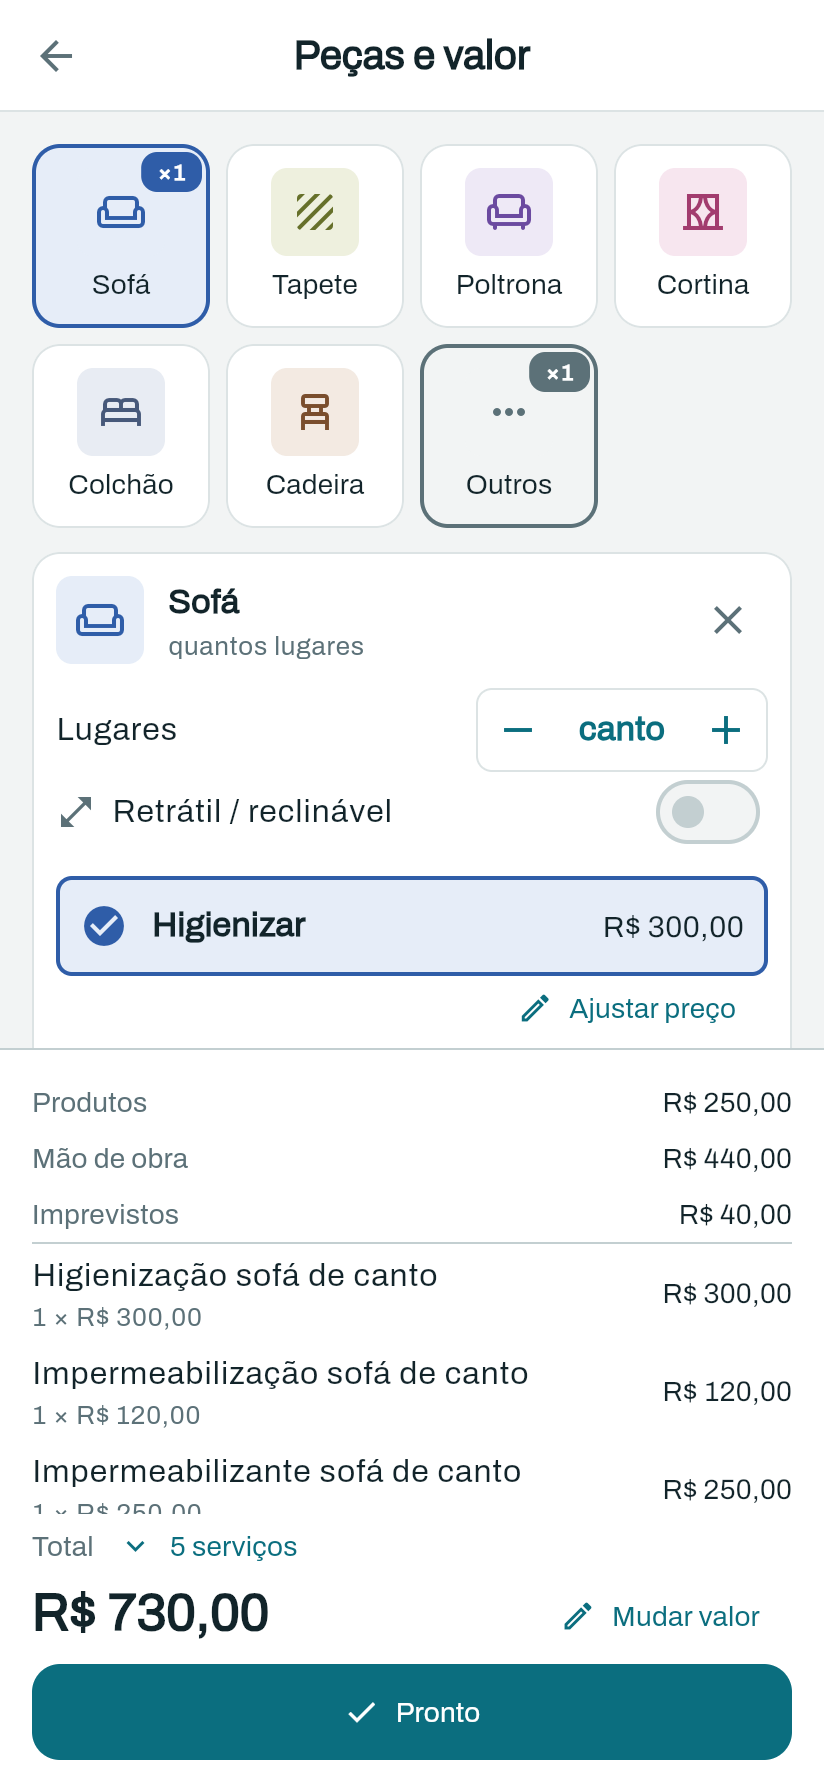 Peças e valor
×1
Sofá
Tapete
Poltrona
Cortina
Colchão
Cadeira
×1
Outros
Sofá
quantos lugares
Lugares
canto
Retrátil / reclinável
Higienizar
R$ 300,00
Ajustar preço
Produtos
R$ 250,00
Mão de obra
R$ 440,00
Imprevistos
R$ 40,00
Higienização sofá de canto
R$ 300,00
1 × R$ 300,00
Impermeabilização sofá de canto
R$ 120,00
1 × R$ 120,00
Impermeabilizante sofá de canto
R$ 250,00
1 × R$ 250,00
Total
5 serviços
R$ 730,00
Mudar valor
Pronto